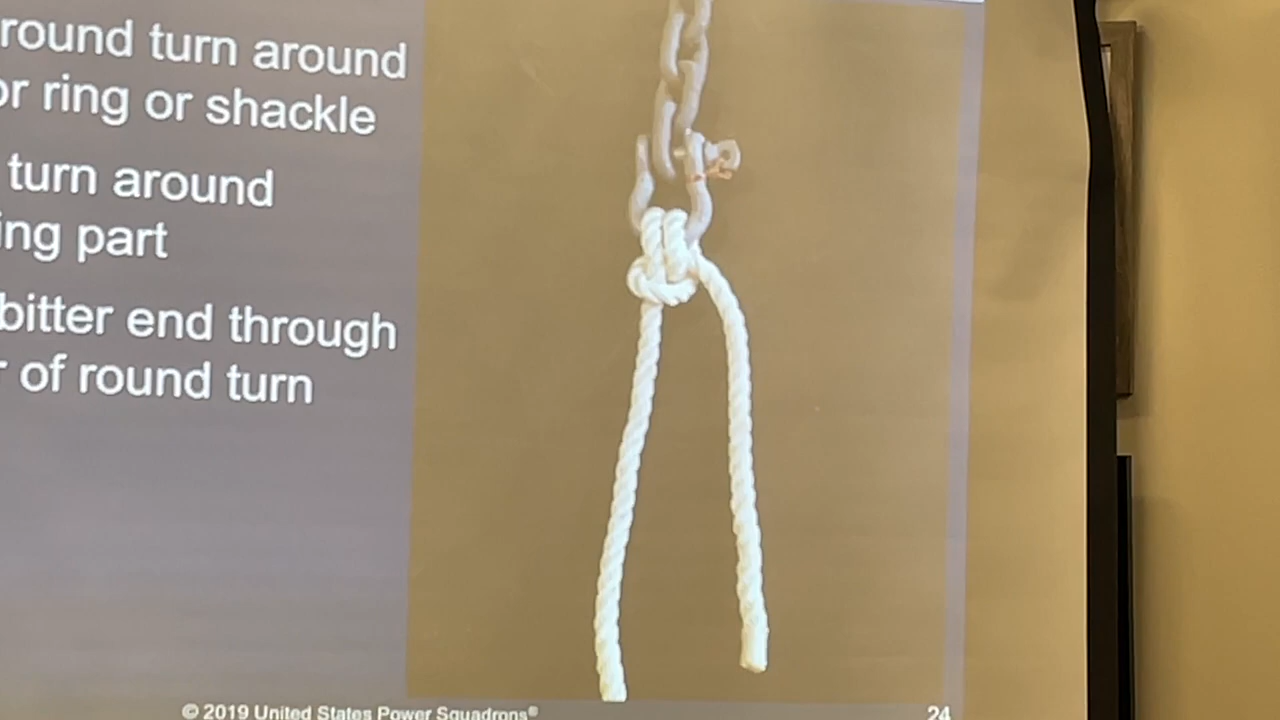 round turn around
or ring or shackle
turn around
ing part
bitter end through
of round turn
© 2019 United States Power Squadrons®
24